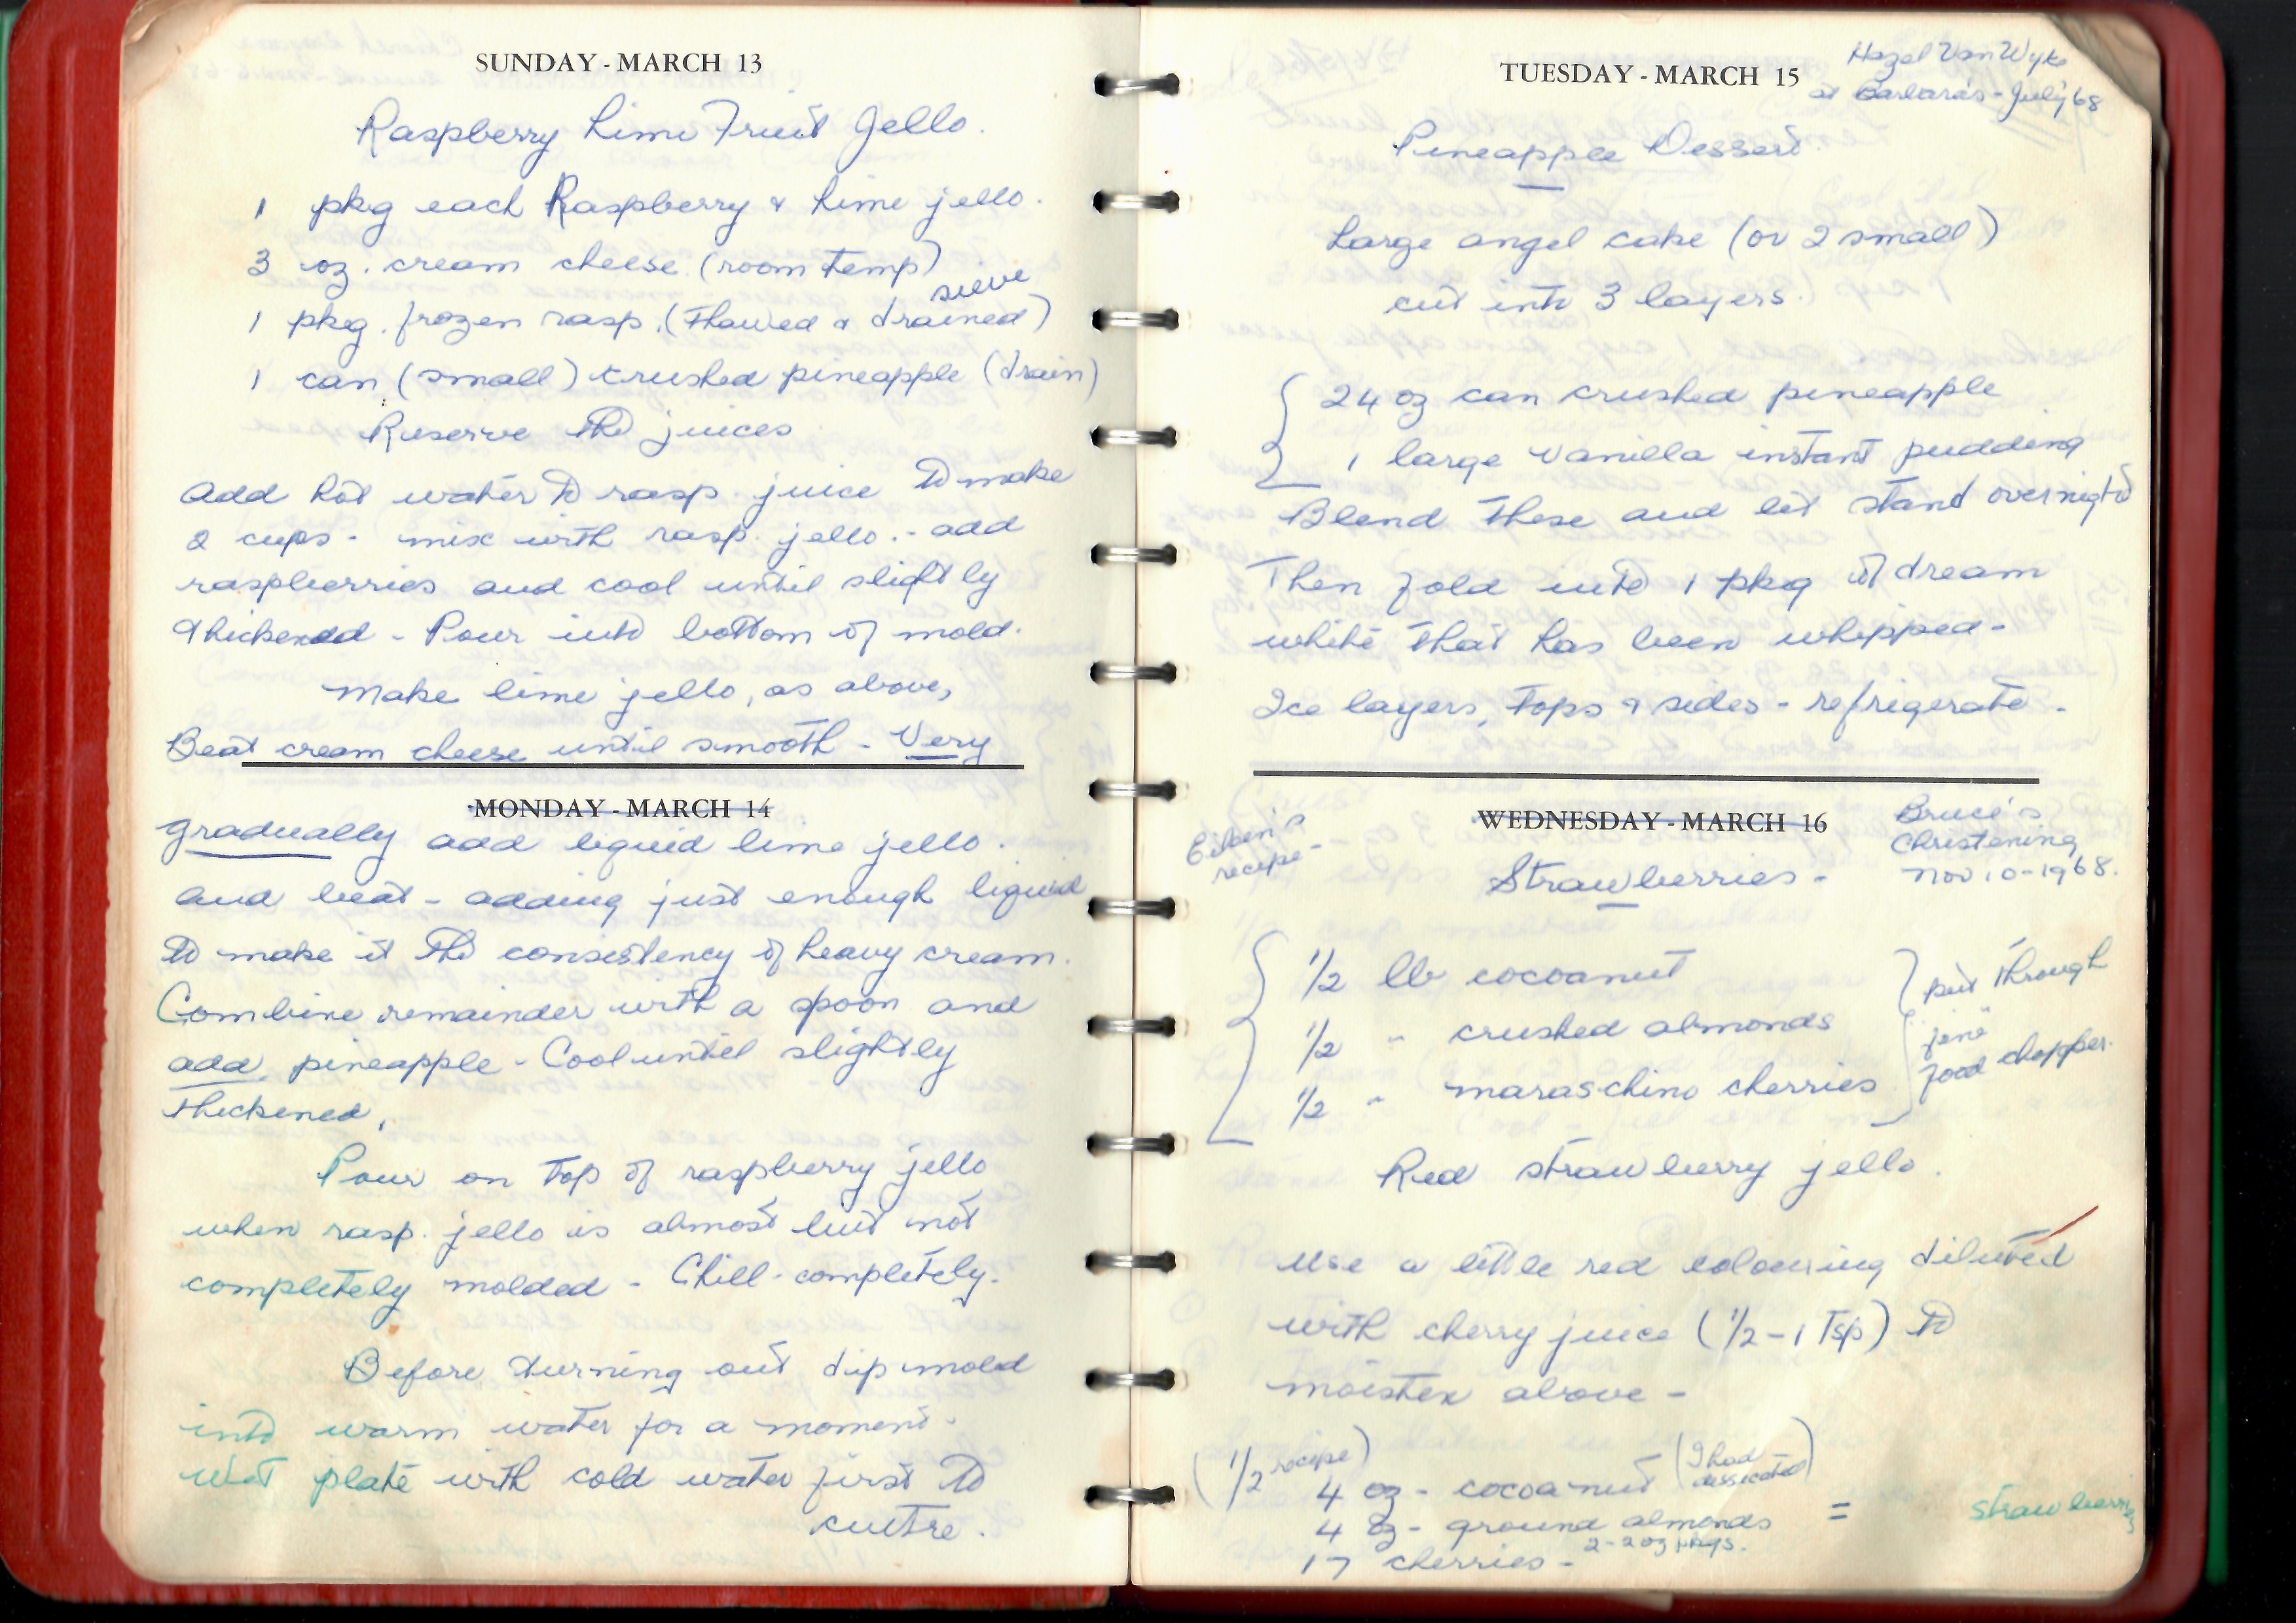 SUNDAY - MARCH 13
Raspberry Lime Fruit Jello.
1 pkg each Raspberry & Lime jello.
3 oz. cream cheese (room temp)
sieve
1 pkg. frozen rasp. (thawed & drained)
1 can (small) crushed pineapple (drain)
Reserve the juices
Add hot water to rasp. juice to make
2 cups - mix with rasp. jello. - add
raspberries and cool until slightly
thickened - Pour into bottom of mold.
Make lime jello, as above,
Beat cream cheese until smooth - Very
MONDAY - MARCH 14
gradually add liquid lime jello.
and beat - adding just enough liquid
to make it the consistency of heavy cream.
Combine remainder with a spoon and
add pineapple - Cool until slightly
thickened.
Pour on top of raspberry jello
when rasp. jello is almost but not
completely molded - Chill - completely.
Before turning out dip mold
into warm water for a moment -
wet plate with cold water first to
centre.
TUESDAY - MARCH 15
Hazel Van Wyke
at Barbara's - July 68
Pineapple Dessert.
Large angel cake (or 2 small)
cut into 3 layers.
24 oz can crushed pineapple
1 large Vanilla instant pudding
Blend these and let stand overnight
Then fold into 1 pkg of dream
white that has been whipped -
Ice layers, tops & sides - refrigerate -
WEDNESDAY - MARCH 16
Eileen's
recipe -
Bruce's
Christening
Nov 10 - 1968.
Strawberries -
1/2 lb cocoanut
1/2 " crushed almonds
1/2 " maraschino cherries
put through
"fine"
food chopper.
Red strawberry jello.
Use a little red colouring diluted
with cherry juice (1/2 - 1 Tsp) to
moisten above -
(1/2 recipe)
4 oz - cocoanut (I had
dessicated)
4 oz - ground almonds
2 - 2 oz pkgs.
17 cherries -
= strawberries